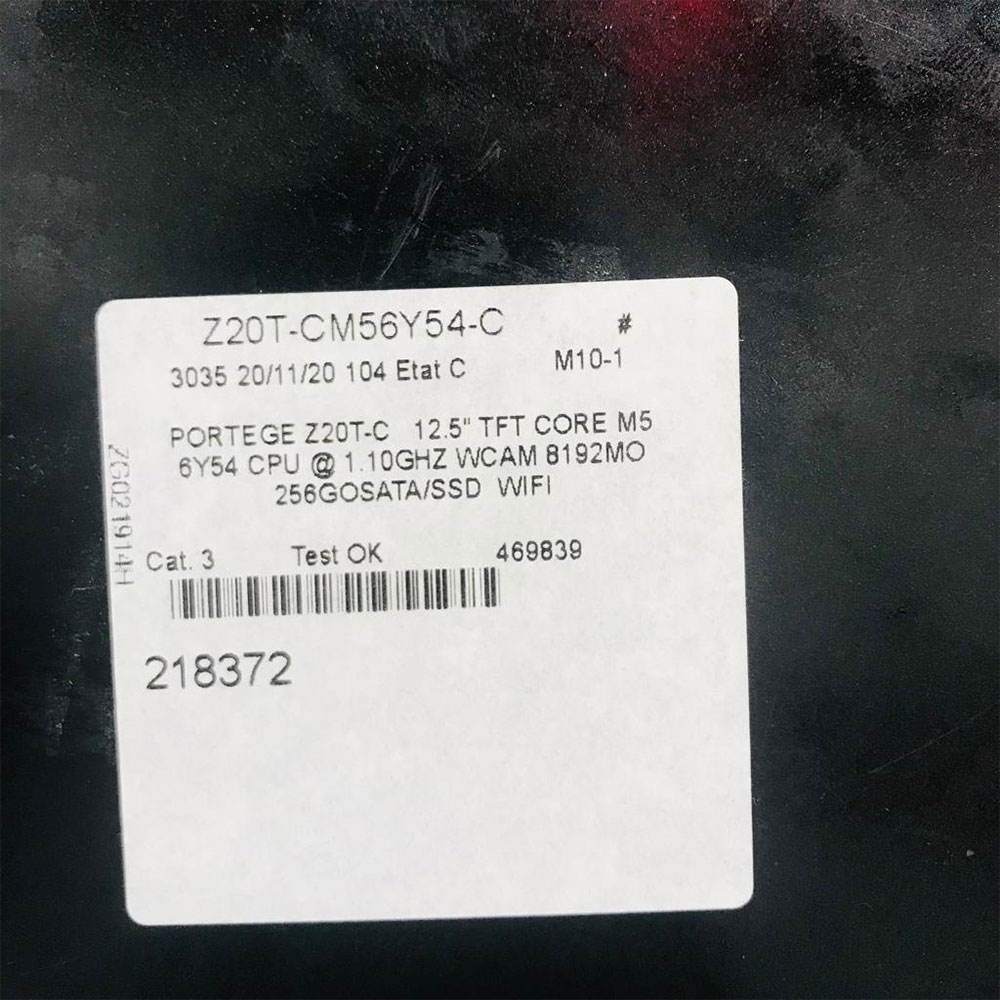 Z20T-CM56Y54-C #
3035 20/11/20 104 Etat C M10-1
PORTEGE Z20T-C 12.5" TFT CORE M5
6Y54 CPU @ 1.10GHZ WCAM 8192MO
256GOSATA/SSD WIFI
ZG021914H
Cat. 3 Test OK 469839
218372